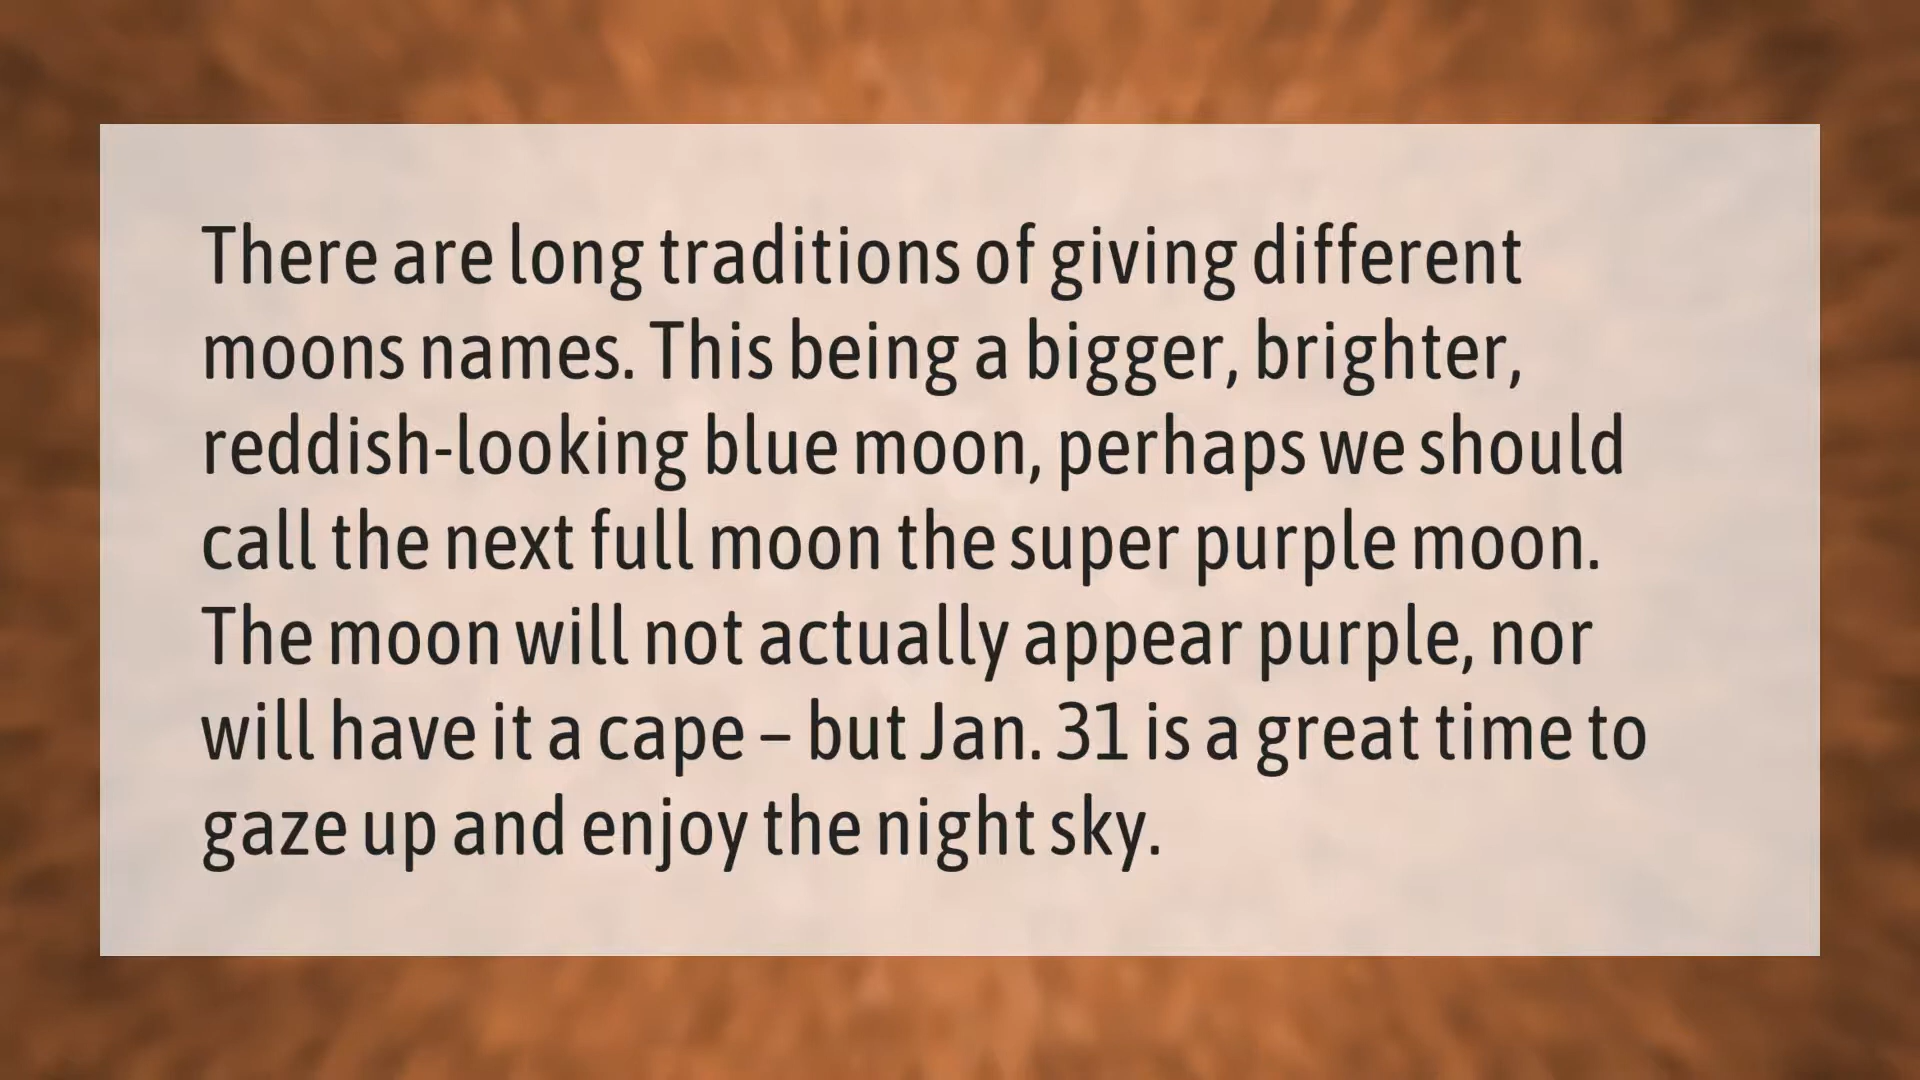 There are long traditions of giving different
moons names. This being a bigger, brighter,
reddish-looking blue moon, perhaps we should
call the next full moon the super purple moon.
The moon will not actually appear purple, nor
will have it a cape – but Jan. 31 is a great time to
gaze up and enjoy the night sky.